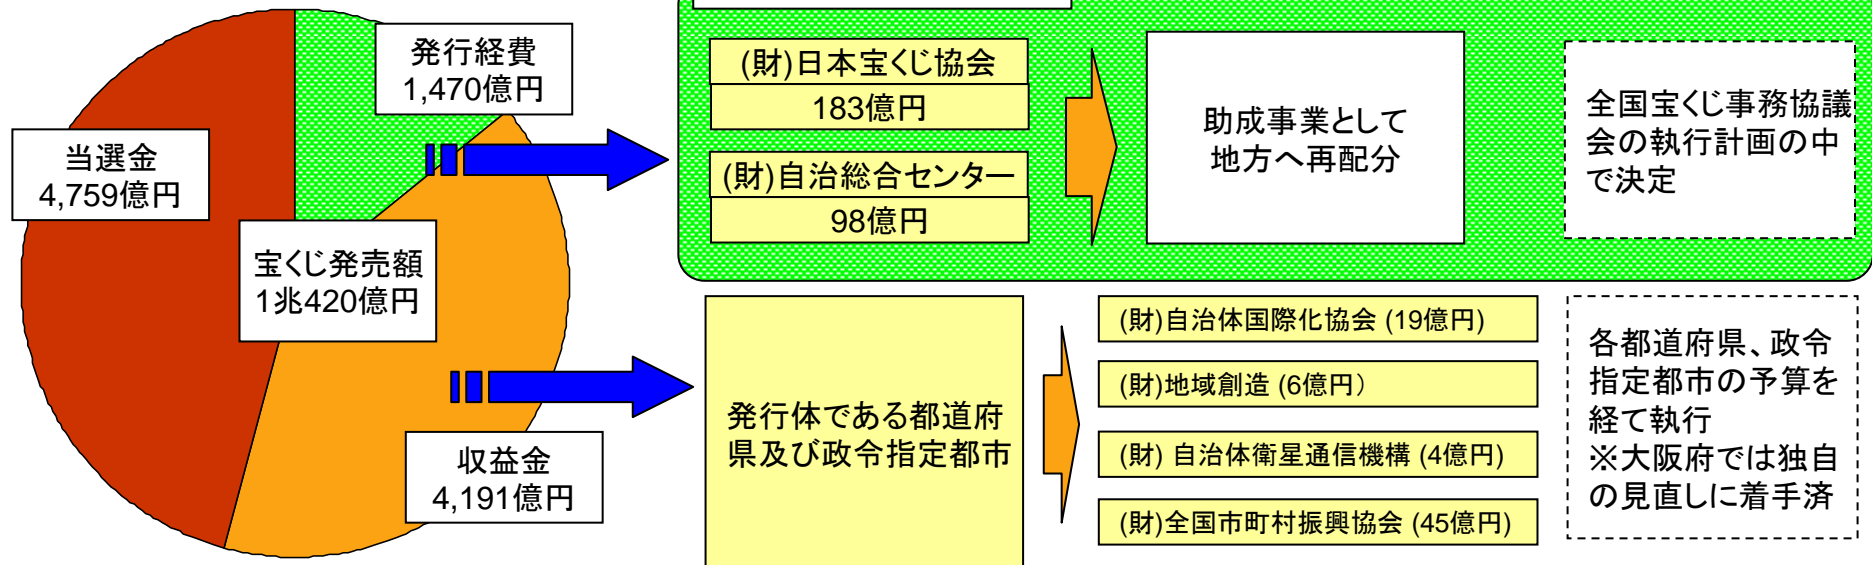 発行経費
1,470億円
当選金
4,759億円
宝くじ発売額
1兆420億円
収益金
4,191億円
(財)日本宝くじ協会
183億円
(財)自治総合センター
98億円
助成事業として
地方へ再配分
全国宝くじ事務協議
会の執行計画の中
で決定
発行体である都道府
県及び政令指定都市
(財)自治体国際化協会 (19億円)
(財)地域創造 (6億円）
(財) 自治体衛星通信機構 (4億円)
(財)全国市町村振興協会 (45億円)
各都道府県、政令
指定都市の予算を
経て執行
※大阪府では独自
の見直しに着手済